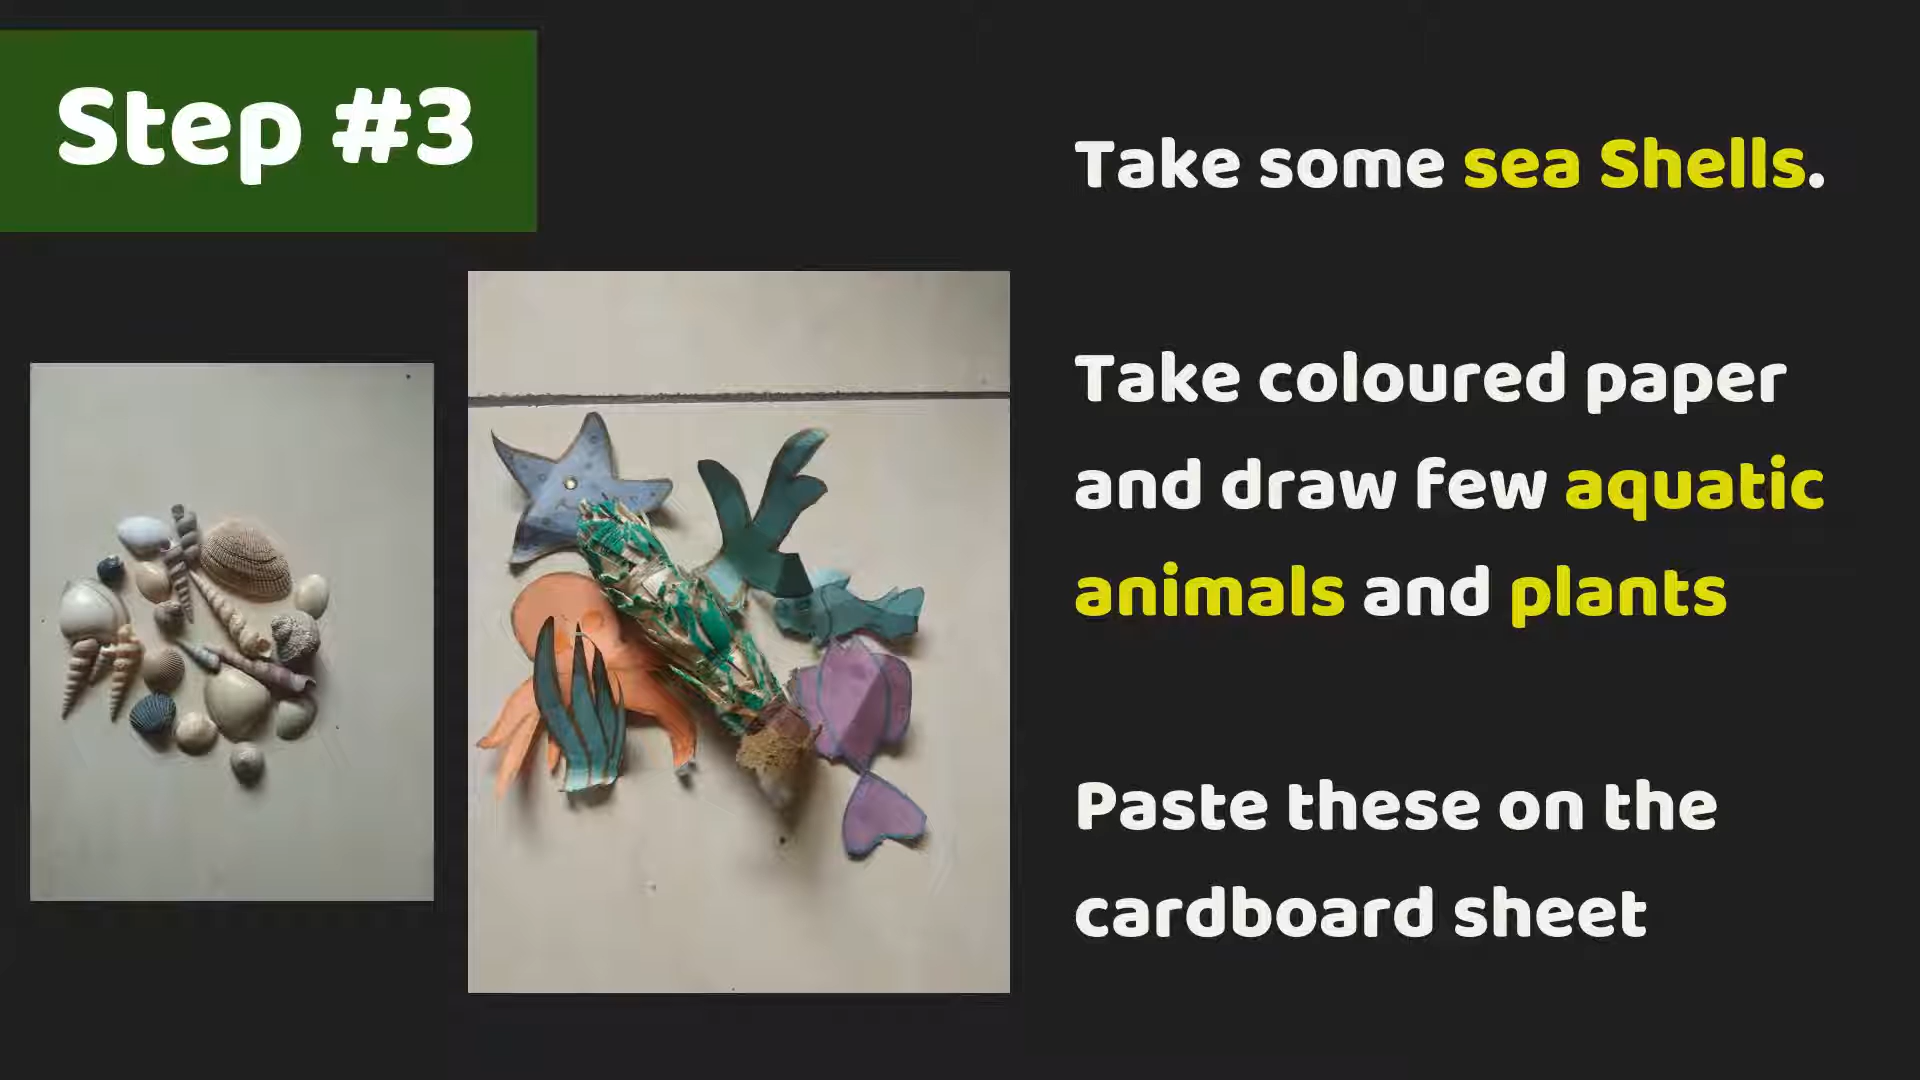 Step #3
Take some sea Shells.
Take coloured paper
and draw few aquatic
animals and plants
Paste these on the
cardboard sheet